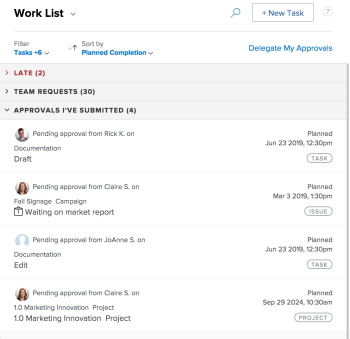 Work List
+ New Task
?
Filter
Tasks +6
Sort by
Planned Completion
Delegate My Approvals
LATE (2)
TEAM REQUESTS (30)
APPROVALS I'VE SUBMITTED (4)
Pending approval from Rick K. on
Planned
Documentation
Jun 23 2019, 12:30pm
Draft
TASK
Pending approval from Claire S. on
Planned
Fall Signage Campaign
Mar 3 2019, 1:30pm
Waiting on market report
ISSUE
Pending approval from JoAnne S. on
Planned
Documentation
Jun 23 2019, 12:30pm
Edit
TASK
Pending approval from Claire S. on
Planned
1.0 Marketing Innovation Project
Sep 29 2024, 10:30am
1.0 Marketing Innovation Project
PROJECT